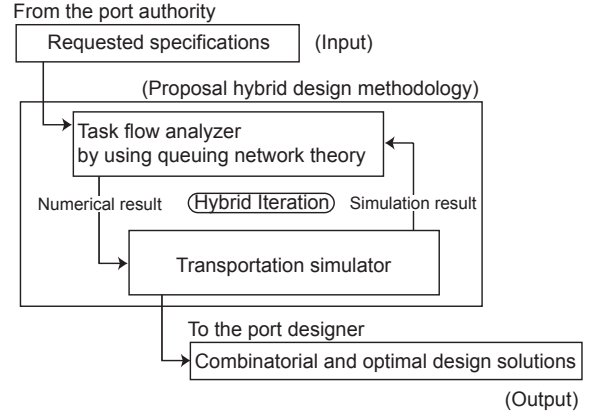 From the port authority
Requested specifications
(Input)
(Proposal hybrid design methodology)
Task flow analyzer
by using queuing network theory
Numerical result
Hybrid Iteration
Simulation result
Transportation simulator
To the port designer
Combinatorial and optimal design solutions
(Output)